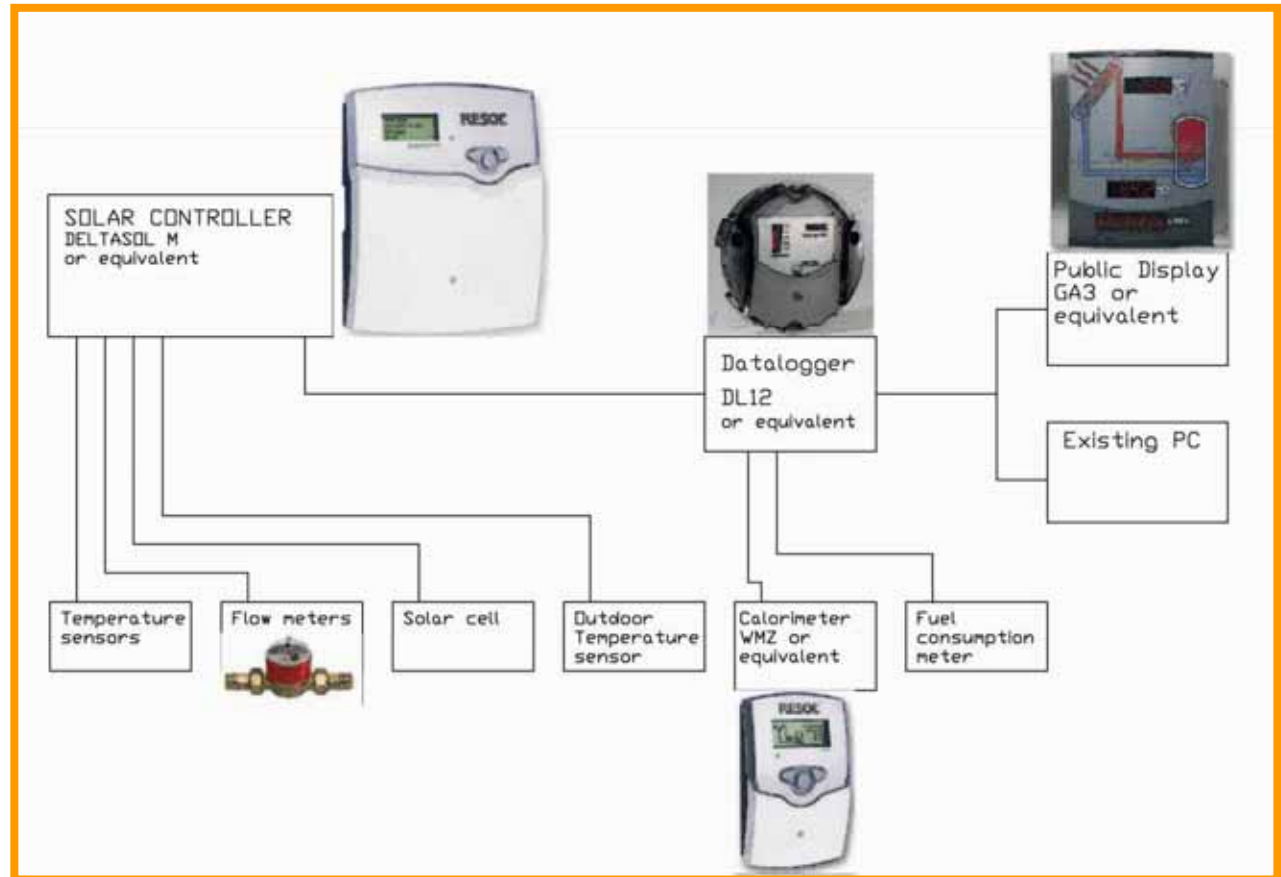 RESOL
SOLAR CONTROLLER
DELTASOL M
or equivalent
Public Display
GA3 or
equivalent
Datalogger
DL12
or equivalent
Existing PC
Temperature
sensors
Flow meters
Solar cell
Outdoor
Temperature
sensor
Calorimeter
WMZ or
equivalent
Fuel
consumption
meter
RESOL